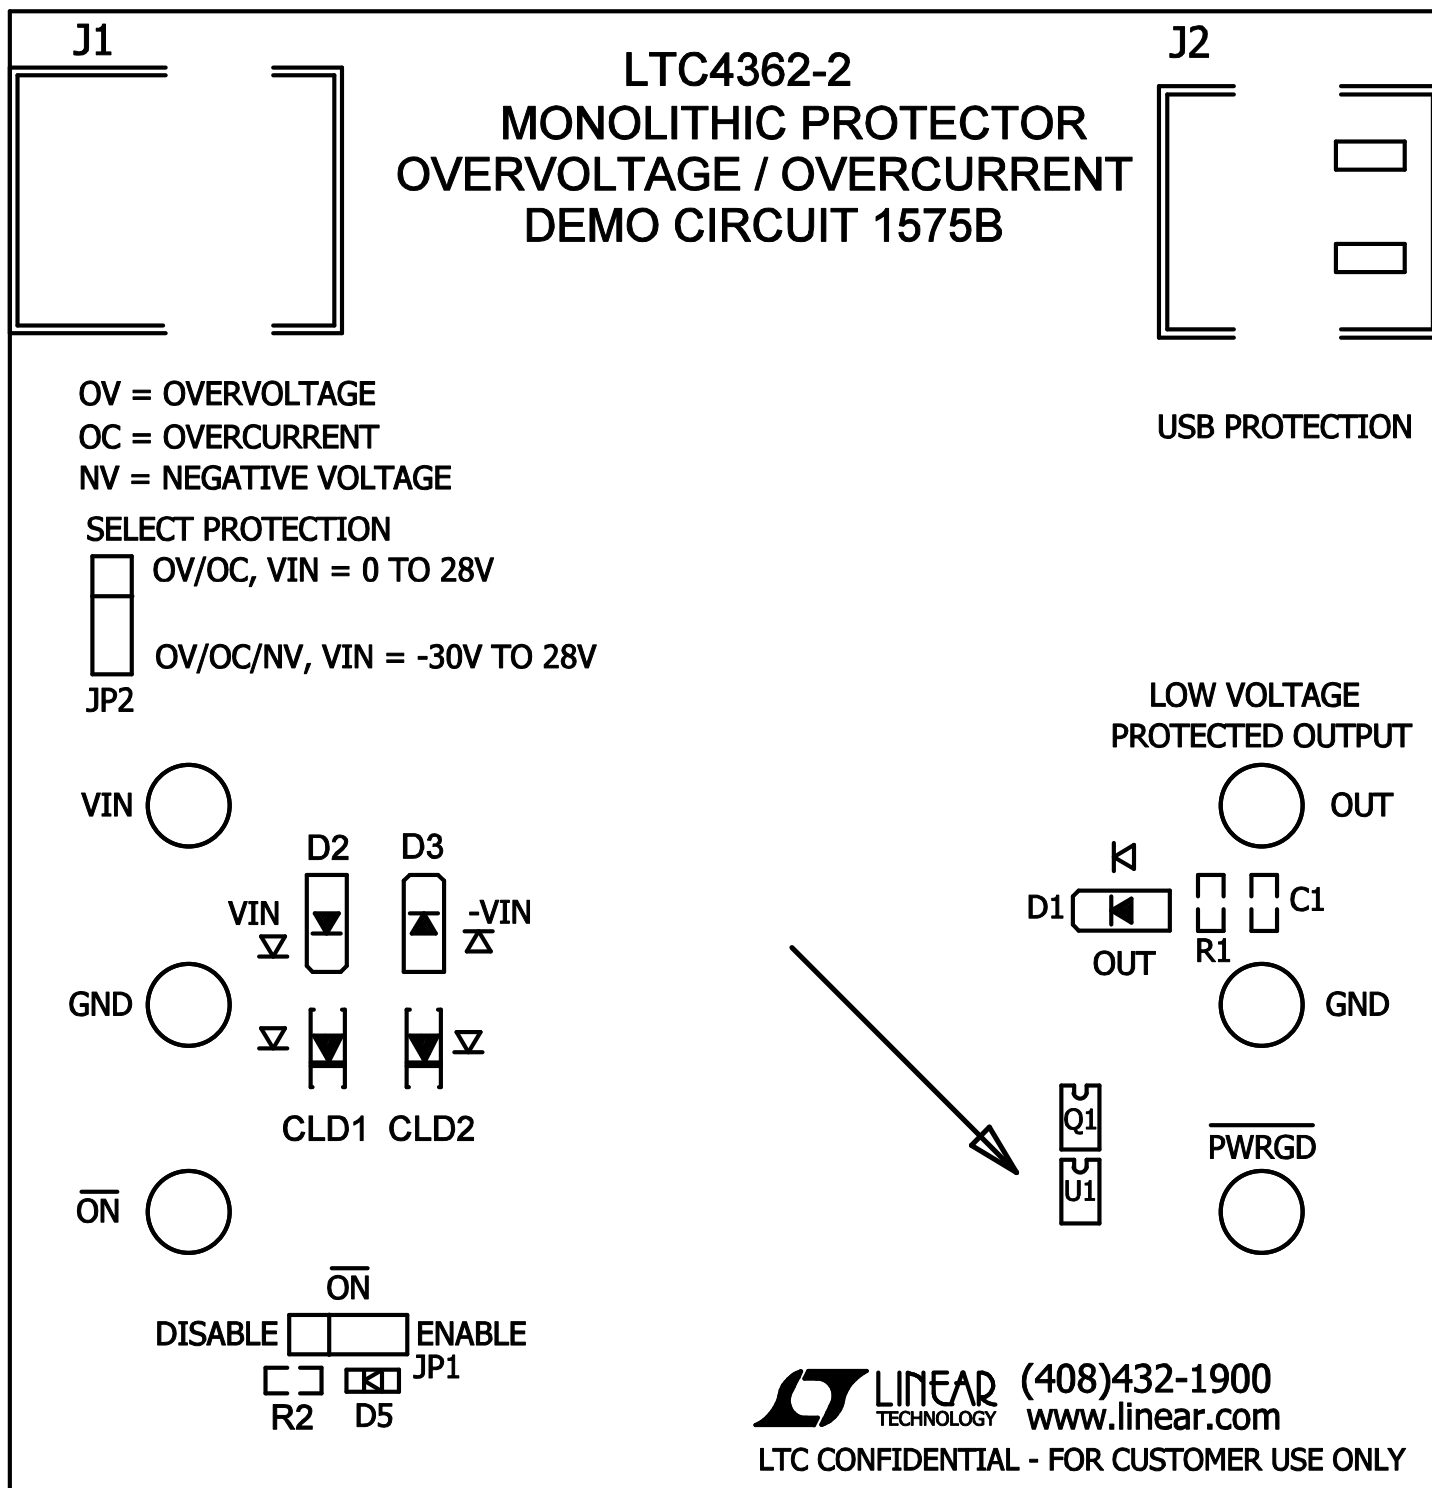 J1
LTC4362-2
MONOLITHIC PROTECTOR
OVERVOLTAGE / OVERCURRENT
DEMO CIRCUIT 1575B
J2
OV = OVERVOLTAGE
OC = OVERCURRENT
NV = NEGATIVE VOLTAGE
USB PROTECTION
SELECT PROTECTION
OV/OC, VIN = 0 TO 28V
OV/OC/NV, VIN = -30V TO 28V
JP2
LOW VOLTAGE
PROTECTED OUTPUT
VIN
OUT
D2
D3
VIN
-VIN
D1
C1
R1
OUT
GND
GND
CLD1
CLD2
Q1
U1
PWRGD
ON
ON
DISABLE
ENABLE
JP1
R2
D5
LINEAR
TECHNOLOGY
(408)432-1900
www.linear.com
LTC CONFIDENTIAL - FOR CUSTOMER USE ONLY